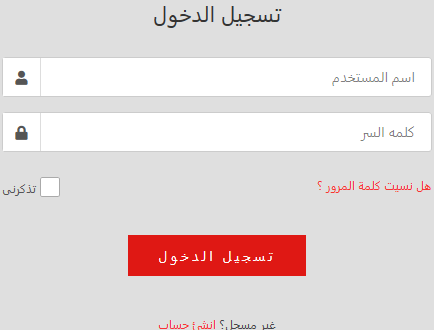 تسجيل الدخول
اسم المستخدم
كلمه السر
هل نسيت كلمة المرور ؟ تذكرنى
تسجيل الدخول
غير مسجل؟ انشئ حساب